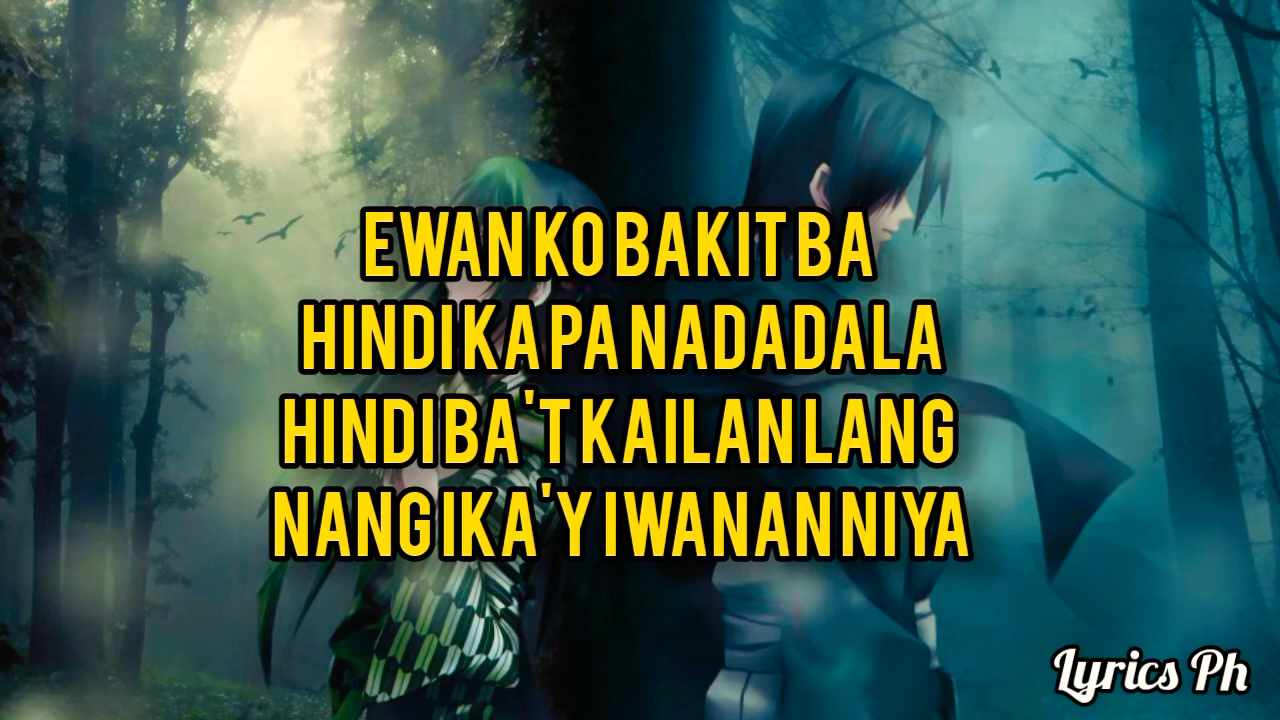 EWAN KO BAKIT BA
HINDI KA PA NADADALA
HINDI BA'T KAILAN LANG
NANG IKA'Y IWANAN NIYA
Lyrics Ph